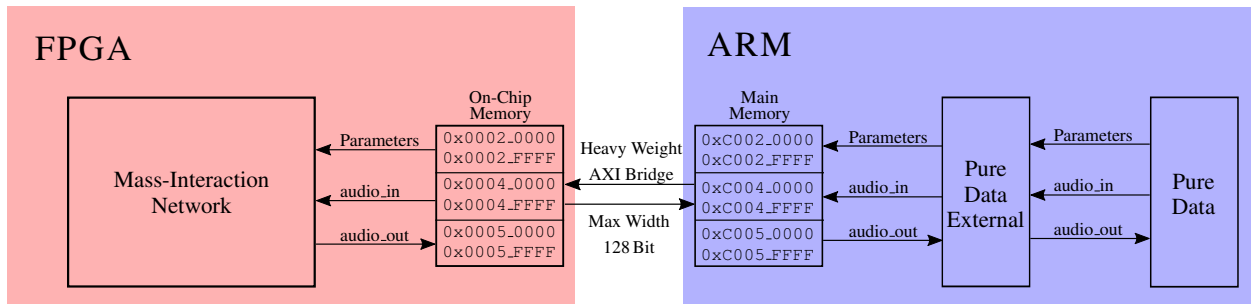 FPGA
Mass-Interaction
Network
Parameters
audio_in
audio_out
On-Chip
Memory
0x0002_0000
0x0002_FFFF
0x0004_0000
0x0004_FFFF
0x0005_0000
0x0005_FFFF
Heavy Weight
AXI Bridge
Max Width
128 Bit
ARM
Main
Memory
0xC002_0000
0xC002_FFFF
0xC004_0000
0xC004_FFFF
0xC005_0000
0xC005_FFFF
Parameters
audio_in
audio_out
Pure
Data
External
Parameters
audio_in
audio_out
Pure
Data